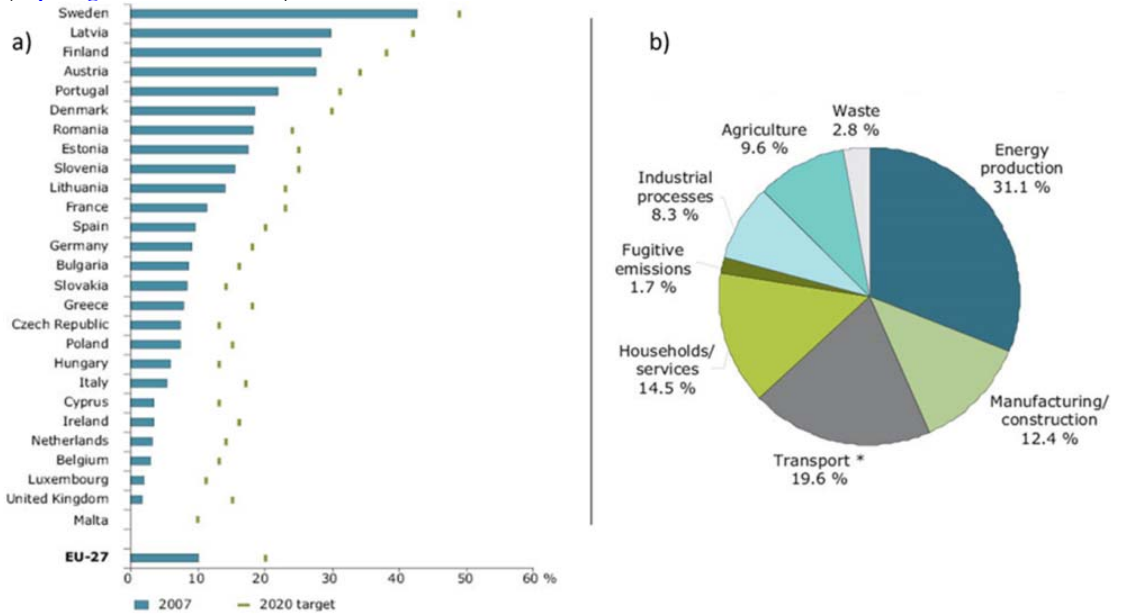 a)
Sweden
Latvia
Finland
Austria
Portugal
Denmark
Romania
Estonia
Slovenia
Lithuania
France
Spain
Germany
Bulgaria
Slovakia
Greece
Czech Republic
Poland
Hungary
Italy
Cyprus
Ireland
Netherlands
Belgium
Luxembourg
United Kingdom
Malta
EU-27
0 10 20 30 40 50 60 %
2007 2020 target
b)
Waste
2.8 %
Energy
production
31.1 %
Manufacturing/
construction
12.4 %
Transport *
19.6 %
Households/
services
14.5 %
Fugitive
emissions
1.7 %
Industrial
processes
8.3 %
Agriculture
9.6 %